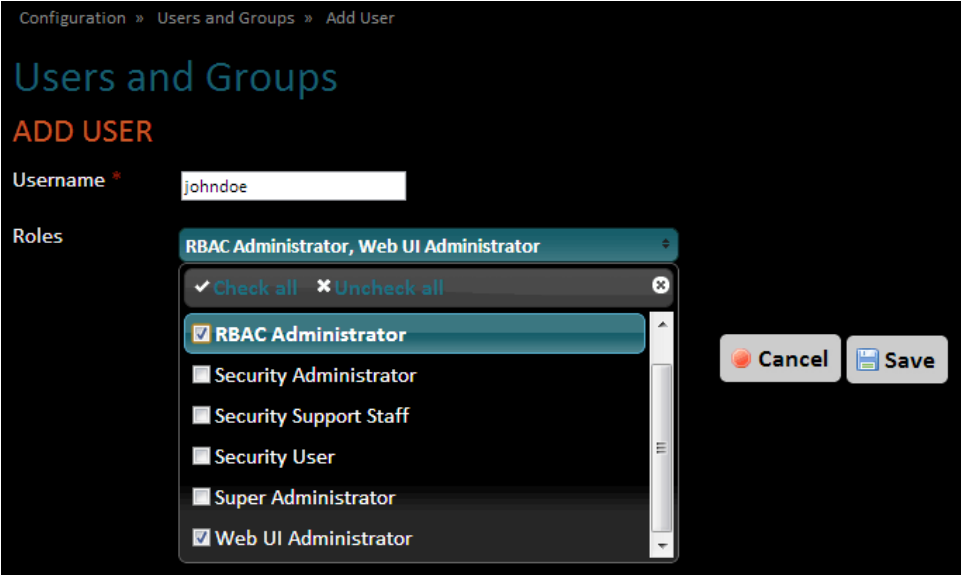 Configuration » Users and Groups » Add User
Users and Groups
ADD USER
Username *
johndoe
Roles
RBAC Administrator, Web UI Administrator
Check all Uncheck all
RBAC Administrator
Security Administrator
Cancel Save
Security Support Staff
Security User
Super Administrator
Web UI Administrator